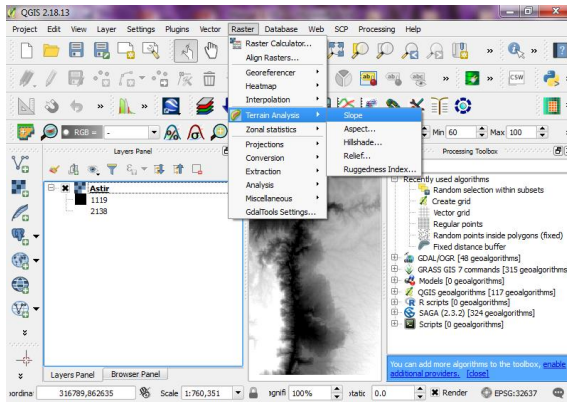 QGIS 2.18.13
Project Edit View Layer Settings Plugins Vector Raster Database Web SCP Processing Help
Raster Calculator...
Align Rasters...
Georeferencer
Heatmap
Interpolation
Terrain Analysis
Zonal statistics
Projections
Conversion
Extraction
Analysis
Miscellaneous
GdalTools Settings...
Slope
Aspect...
Hillshade...
Relief...
Ruggedness Index...
abc
CSW
RGB = -
Min 60 Max 100
Layers Panel
Astir
1119
2138
Processing Toolbox
Recently used algorithms
Random selection within subsets
Create grid
Vector grid
Regular points
Random points inside polygons (fixed)
Fixed distance buffer
GDAL/OGR [48 geoalgorithms]
GRASS GIS 7 commands [315 geoalgorithms
Models [0 geoalgorithms]
QGIS geoalgorithms [117 geoalgorithms]
R scripts [0 geoalgorithms]
SAGA (2.3.2) [324 geoalgorithms]
Scripts [0 geoalgorithms]
You can add more algorithms to the toolbox, enable
additional providers. [close]
Layers Panel Browser Panel
oordina 316789,862635 Scale 1:760,351 ignifi 100% otatic 0.0 Render EPSG:32637